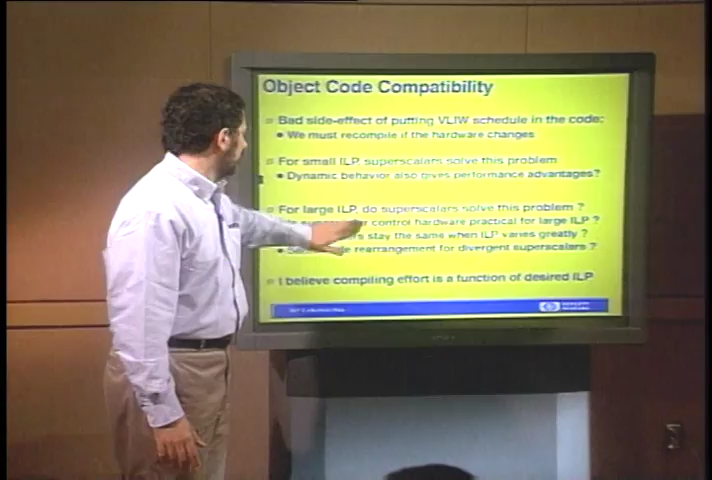 Object Code Compatibility
Bad side-effect of putting VLIW schedule in the code:
We must recompile if the hardware changes
For small ILP, superscalars solve this problem
Dynamic behavior also gives performance advantages?
For large ILP, do superscalars solve this problem ?
control hardware practical for large ILP ?
stay the same when ILP varies greatly ?
rearrangement for divergent superscalars ?
I believe compiling effort is a function of desired ILP
HEWLETT
PACKARD